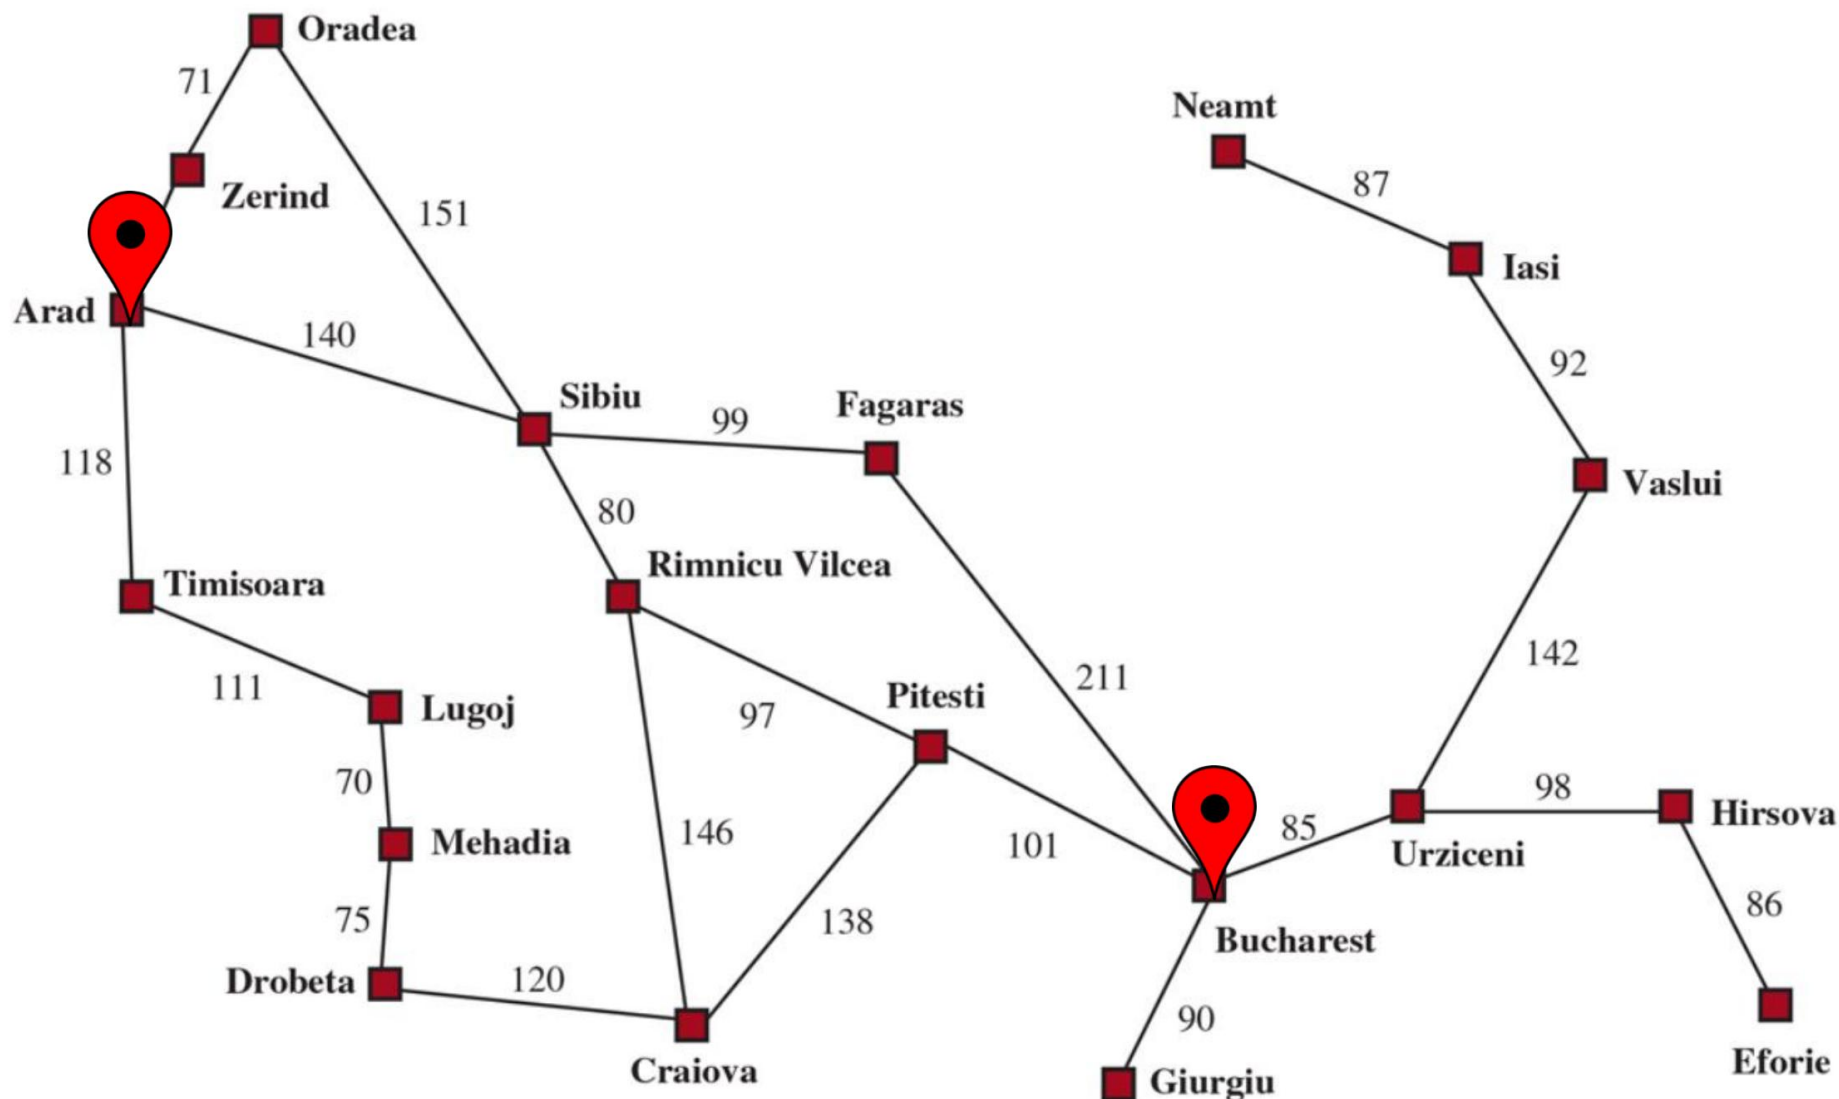 Oradea
71
Neamt
87
Zerind
151
Iasi
Arad
140
92
Sibiu
99
Fagaras
118
Vaslui
80
Rimnicu Vilcea
Timisoara
142
211
111
Lugoj
97
Pitesti
70
98
Hirsova
Mehadia
146
101
85
Urziceni
86
75
138
Bucharest
Drobeta
120
90
Craiova
Giurgiu
Eforie